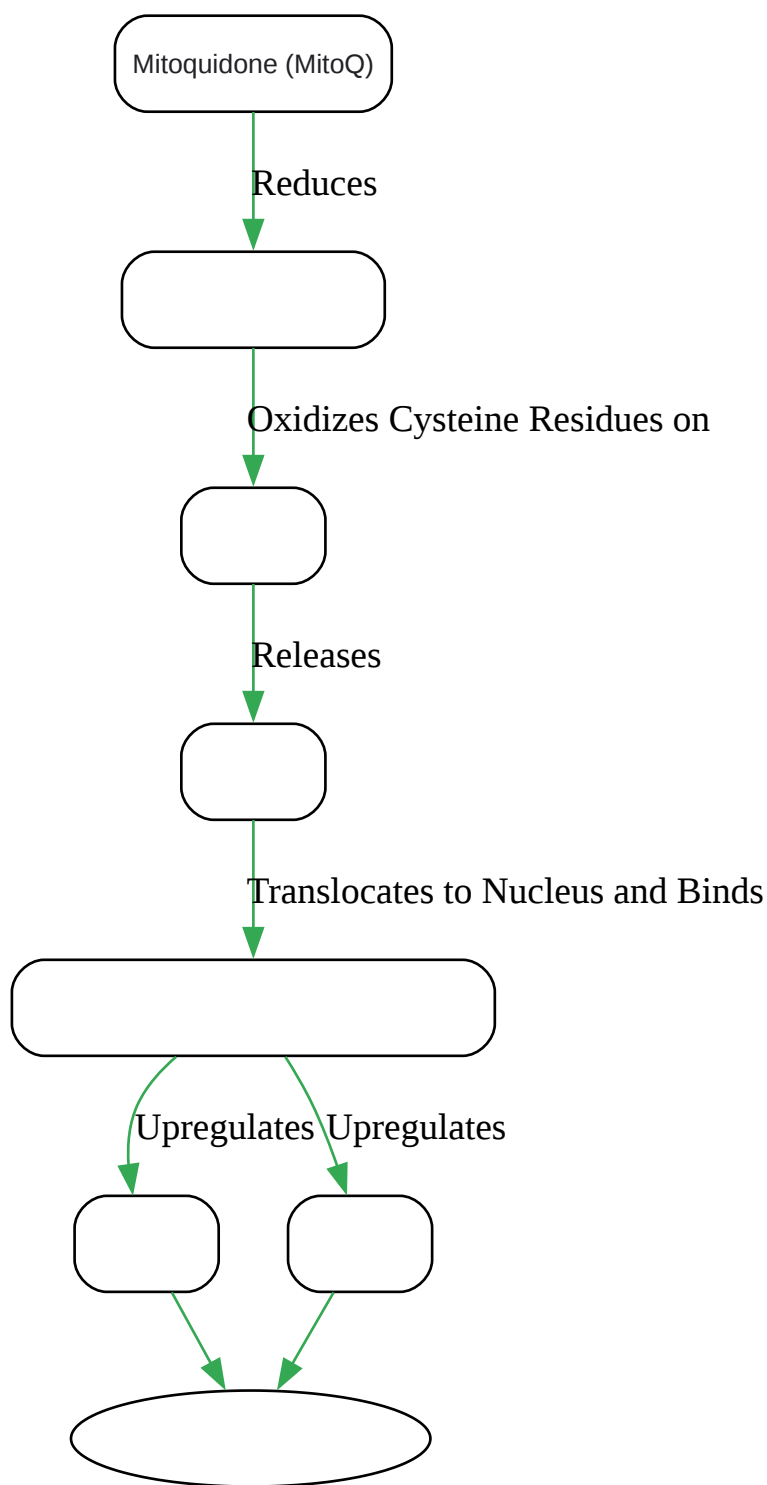 Mitoquidone (MitoQ)
Reduces
Oxidizes Cysteine Residues on
Releases
Translocates to Nucleus and Binds
Upregulates
Upregulates